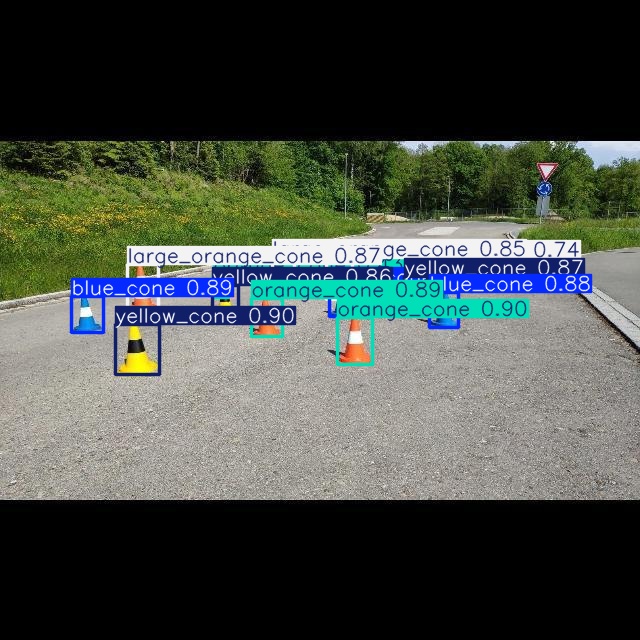 large_orange_cone 0.87
ge_cone 0.85
0.74
yellow_cone 0.86
yellow_cone 0.87
blue_cone 0.89
orange_cone 0.89
lue_cone 0.88
yellow_cone 0.90
orange_cone 0.90